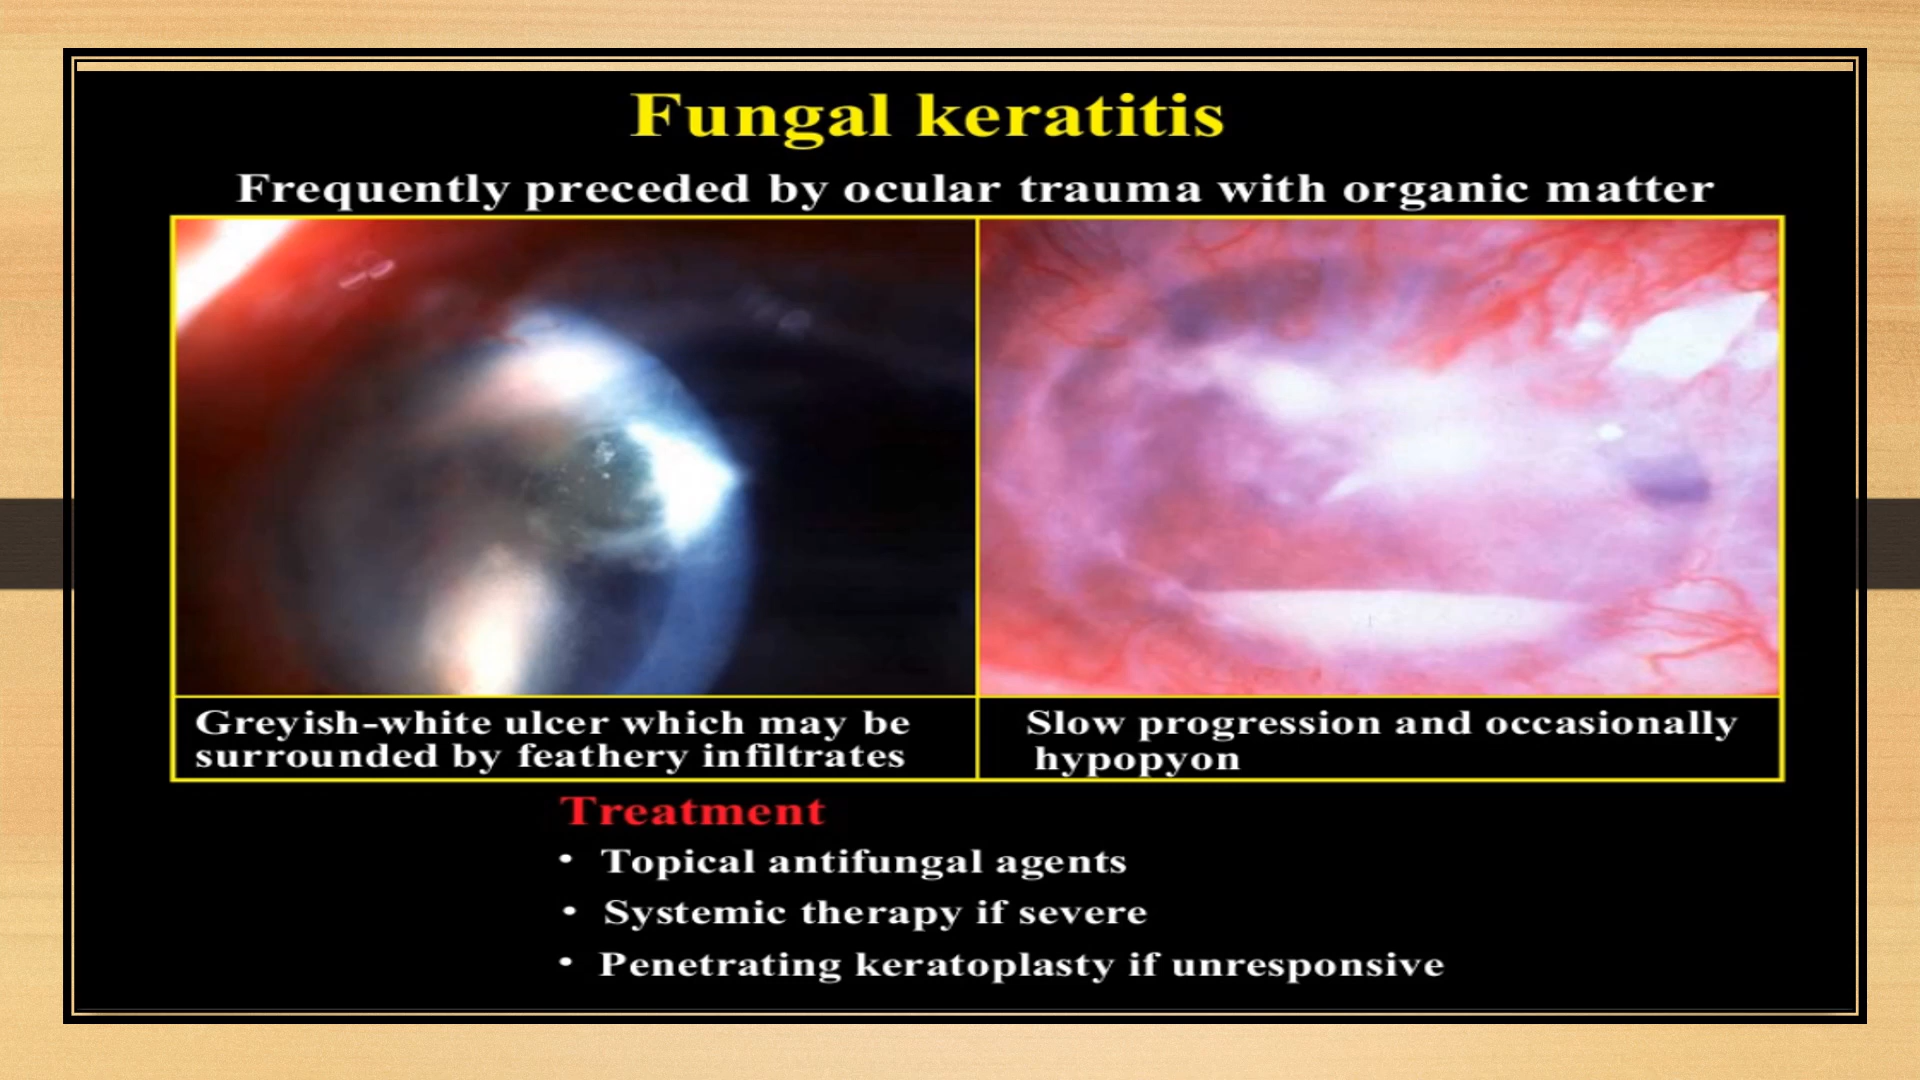 Fungal keratitis
Frequently preceded by ocular trauma with organic matter
Greyish-white ulcer which may be
surrounded by feathery infiltrates
Slow progression and occasionally
hypopyon
Treatment
• Topical antifungal agents
• Systemic therapy if severe
• Penetrating keratoplasty if unresponsive